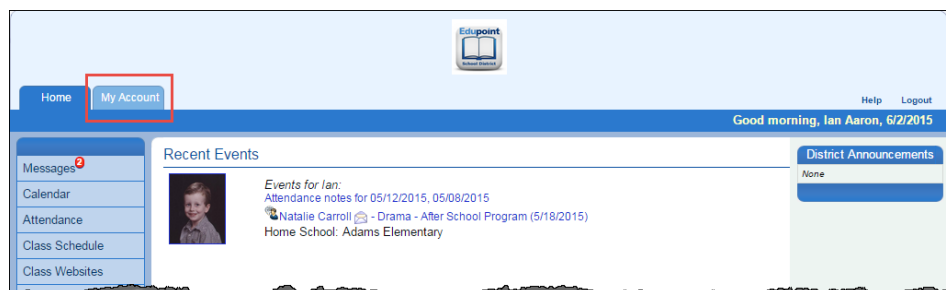 Edupoint
School District
Home
My Account
Help
Logout
Good morning, Ian Aaron, 6/2/2015
Messages 2
Calendar
Attendance
Class Schedule
Class Websites
Recent Events
Events for Ian:
Attendance notes for 05/12/2015, 05/08/2015
Natalie Carroll - Drama - After School Program (5/18/2015)
Home School: Adams Elementary
District Announcements
None